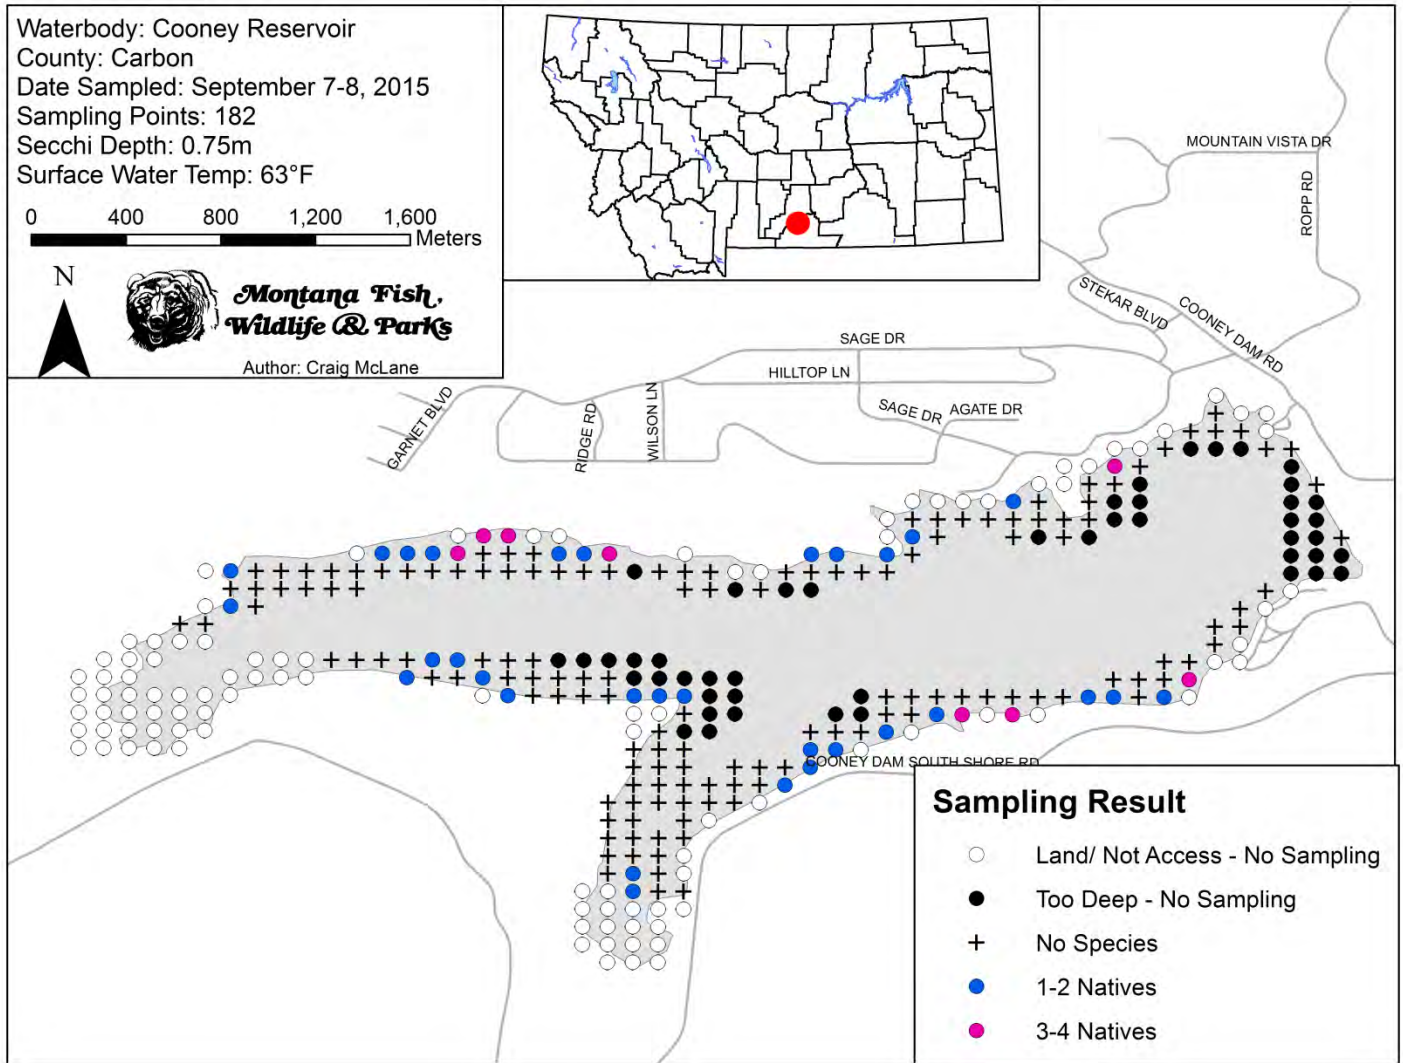 Waterbody: Cooney Reservoir
County: Carbon
Date Sampled: September 7-8, 2015
Sampling Points: 182
Secchi Depth: 0.75m
Surface Water Temp: 63°F
0 400 800 1,200 1,600
Meters
N
Montana Fish,
Wildlife & Parks
Author: Craig McLane
MOUNTAIN VISTA DR
ROPP RD
STEKAR BLVD
COONEY DAM RD
SAGE DR
HILLTOP LN
SAGE DR
AGATE DR
GARNET BLVD
RIDGE RD
WILSON LN
COONEY DAM SOUTH SHORE RD
Sampling Result
Land/ Not Access - No Sampling
Too Deep - No Sampling
No Species
1-2 Natives
3-4 Natives